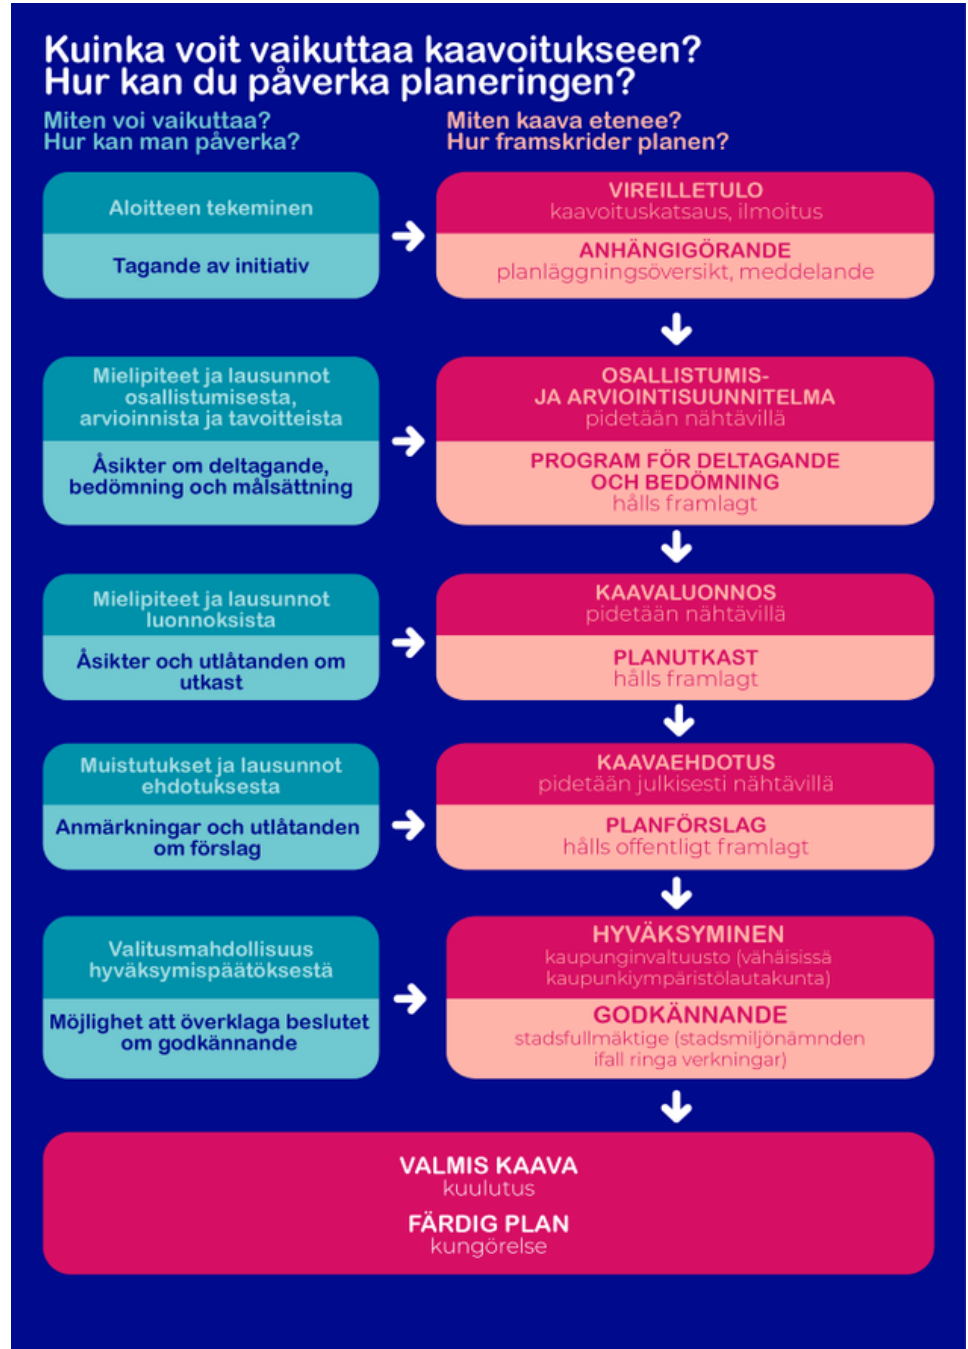 Kuinka voit vaikuttaa kaavoitukseen?
Hur kan du påverka planeringen?
Miten voi vaikuttaa?
Hur kan man påverka?
Miten kaava etenee?
Hur framskrider planen?
Aloitteen tekeminen
Tagande av initiativ
VIREILLETULO
kaavoituskatsaus, ilmoitus
ANHÄNGIGÖRANDE
planläggningsöversikt, meddelande
Mielipiteet ja lausunnot
osallistumisesta,
arvioinnista ja tavoitteista
Åsikter om deltagande,
bedömning och målsättning
OSALLISTUMIS-
JA ARVIOINTISUUNNITELMA
pidetään nähtävillä
PROGRAM FÖR DELTAGANDE
OCH BEDÖMNING
hålls framlagt
Mielipiteet ja lausunnot
luonnoksista
Åsikter och utlåtanden om
utkast
KAAVALUONNOS
pidetään nähtävillä
PLANUTKAST
hålls framlagt
Muistutukset ja lausunnot
ehdotuksesta
Anmärkningar och utlåtanden
om förslag
KAAVAEHDOTUS
pidetään julkisesti nähtävillä
PLANFÖRSLAG
hålls offentligt framlagt
Valitusmahdollisuus
hyväksymispäätöksestä
Möjlighet att överklaga beslutet
om godkännande
HYVÄKSYMINEN
kaupunginvaltuusto (vähäisissä
kaupunkiympäristölautakunta)
GODKÄNNANDE
stadsfullmäktige (stadsmiljönämnden
ifall ringa verkningar)
VALMIS KAAVA
kuulutus
FÄRDIG PLAN
kungörelse